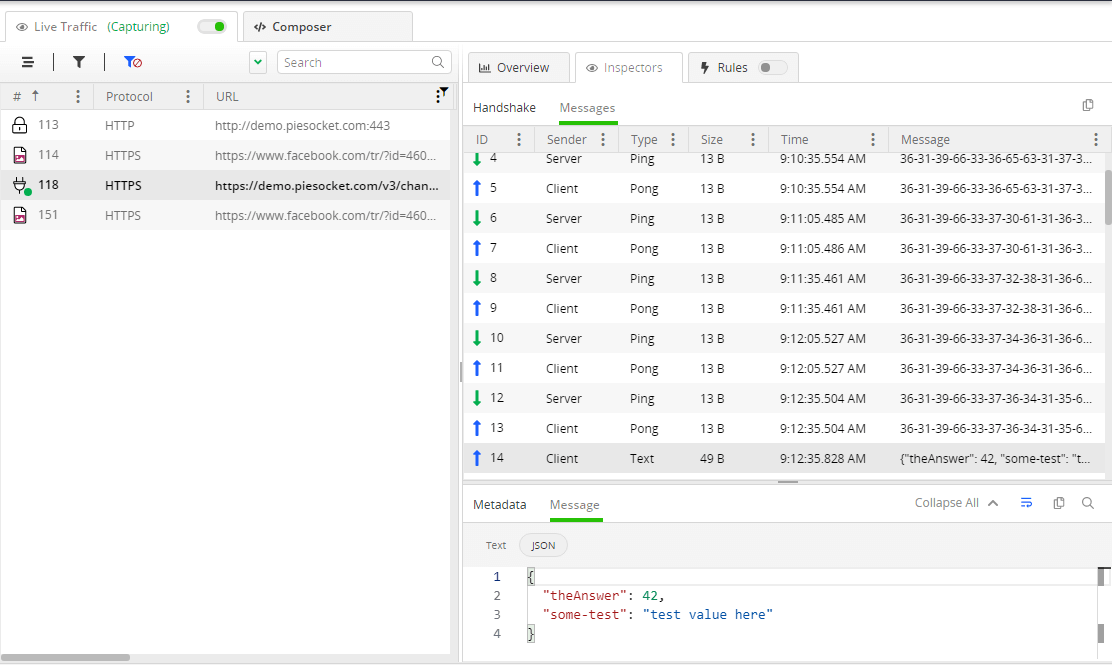 Live Traffic (Capturing)
Composer
Search
# Protocol URL
113 HTTP http://demo.piesocket.com:443
114 HTTPS https://www.facebook.com/tr/?id=460...
118 HTTPS https://demo.piesocket.com/v3/chan...
151 HTTPS https://www.facebook.com/tr/?id=460...
Overview Inspectors Rules
Handshake Messages
ID Sender Type Size Time Message
4 Server Ping 13 B 9:10:35.554 AM 36-31-39-66-33-36-65-63-31-37-3...
5 Client Pong 13 B 9:10:35.554 AM 36-31-39-66-33-36-65-63-31-37-3...
6 Server Ping 13 B 9:11:05.485 AM 36-31-39-66-33-37-30-61-31-36-3...
7 Client Pong 13 B 9:11:05.486 AM 36-31-39-66-33-37-30-61-31-36-3...
8 Server Ping 13 B 9:11:35.461 AM 36-31-39-66-33-37-32-38-31-36-6...
9 Client Pong 13 B 9:11:35.461 AM 36-31-39-66-33-37-32-38-31-36-6...
10 Server Ping 13 B 9:12:05.527 AM 36-31-39-66-33-37-34-36-31-36-6...
11 Client Pong 13 B 9:12:05.527 AM 36-31-39-66-33-37-34-36-31-36-6...
12 Server Ping 13 B 9:12:35.504 AM 36-31-39-66-33-37-36-34-31-35-6...
13 Client Pong 13 B 9:12:35.504 AM 36-31-39-66-33-37-36-34-31-35-6...
14 Client Text 49 B 9:12:35.828 AM {"theAnswer": 42, "some-test": "t...
Metadata Message Collapse All
Text JSON
1 {
2 "theAnswer": 42,
3 "some-test": "test value here"
4 }